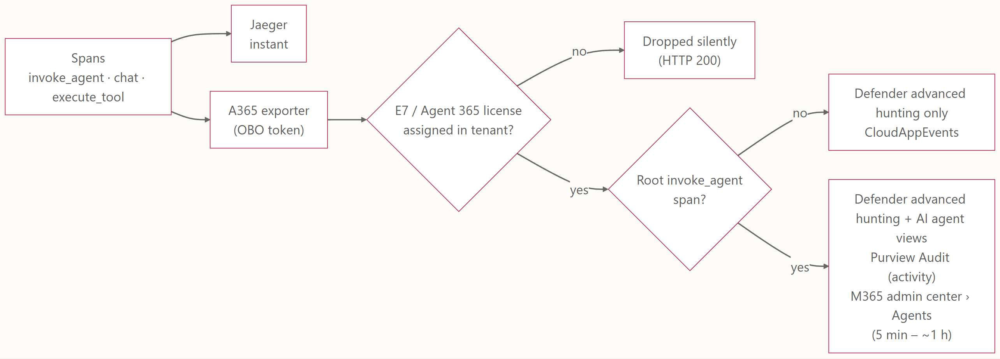 Spans
invoke_agent · chat ·
execute_tool
Jaeger
instant
A365 exporter
(OBO token)
E7 / Agent 365 license
assigned in tenant?
no
Dropped silently
(HTTP 200)
yes
Root invoke_agent
span?
no
Defender advanced
hunting only
CloudAppEvents
yes
Defender advanced
hunting + AI agent
views
Purview Audit
(activity)
M365 admin center ›
Agents
(5 min – ~1 h)